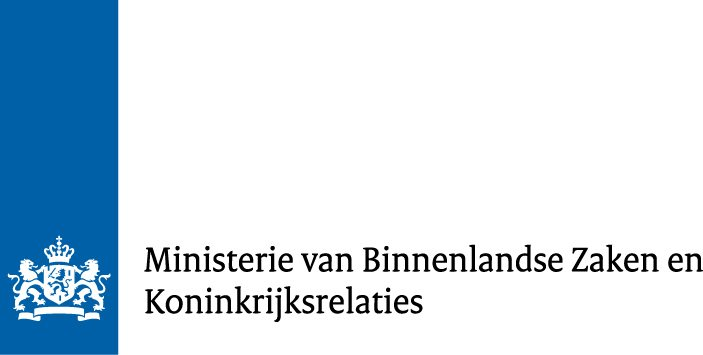 Ministerie van Binnenlandse Zaken en
Koninkrijksrelaties